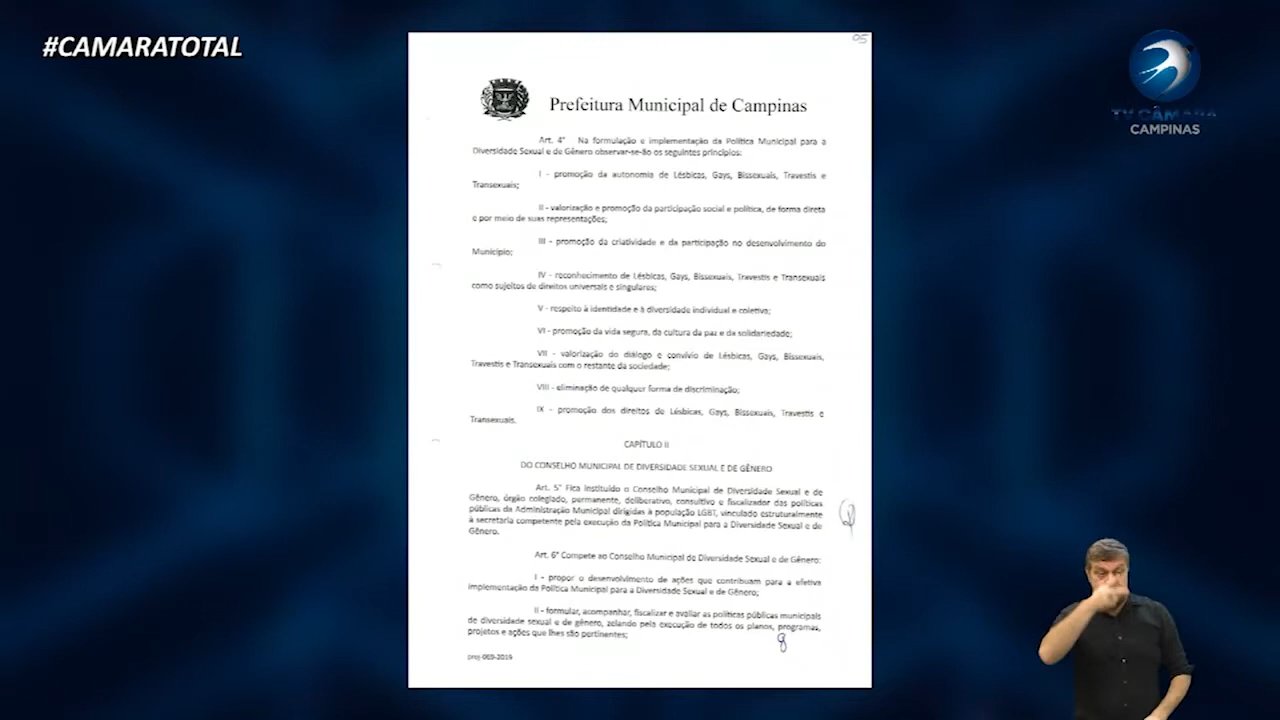 #CAMARATOTAL
05
TV CÂMARA
CAMPINAS
Prefeitura Municipal de Campinas
Art. 4° Na formulação e implementação da Política Municipal para a
Diversidade Sexual e de Gênero observar-se-ão os seguintes princípios:
I - promoção da autonomia de Lésbicas, Gays, Bissexuais, Travestis e
Transexuais;
II - valorização e promoção da participação social e política, de forma direta
e por meio de suas representações;
III - promoção da criatividade e da participação no desenvolvimento do
Município;
IV - reconhecimento de Lésbicas, Gays, Bissexuais, Travestis e Transexuais
como sujeitos de direitos universais e singulares;
V - respeito à identidade e à diversidade individual e coletiva;
VI - promoção da vida segura, da cultura da paz e da solidariedade;
VII - valorização do diálogo e convívio de Lésbicas, Gays, Bissexuais,
Travestis e Transexuais com o restante da sociedade;
VIII - eliminação de qualquer forma de discriminação;
IX - promoção dos direitos de Lésbicas, Gays, Bissexuais, Travestis e
Transexuais.
CAPÍTULO II
DO CONSELHO MUNICIPAL DE DIVERSIDADE SEXUAL E DE GÊNERO
Art. 5° Fica instituído o Conselho Municipal de Diversidade Sexual e de
Gênero, órgão colegiado, permanente, deliberativo, consultivo e fiscalizador das políticas
públicas da Administração Municipal dirigidas à população LGBT, vinculado estruturalmente
à secretaria competente pela execução da Política Municipal para a Diversidade Sexual e de
Gênero.
Art. 6° Compete ao Conselho Municipal de Diversidade Sexual e de Gênero:
I - propor o desenvolvimento de ações que contribuam para a efetiva
implementação da Política Municipal para a Diversidade Sexual e de Gênero;
II - formular, acompanhar, fiscalizar e avaliar as políticas públicas municipais
de diversidade sexual e de gênero, zelando pela execução de todos os planos, programas,
projetos e ações que lhes são pertinentes;